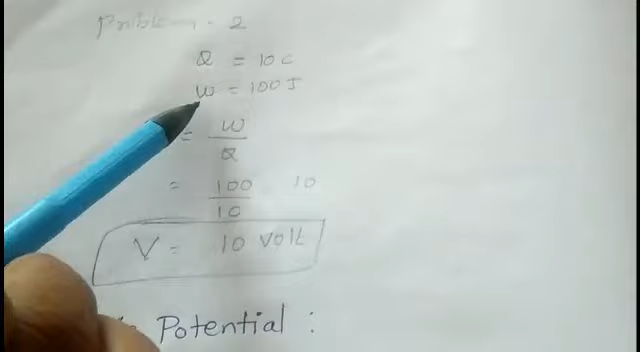 Problem - 2
Q = 10 C
W = 100 J
= W
Q
= 100 10
10
V = 10 Volt
Potential :